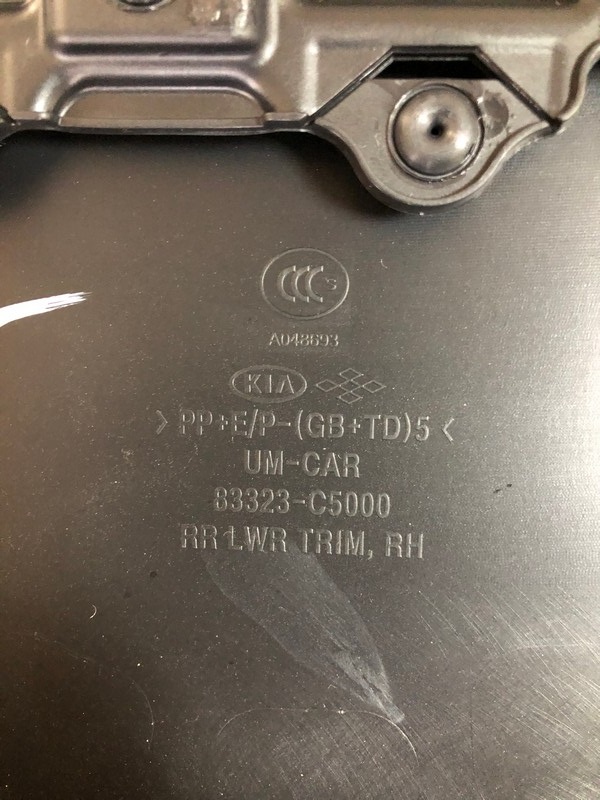 CCC S
A048693
KIA
>PP+E/P-(GB+TD)5<
UM-CAR
83323-C5000
RR LWR TRIM, RH